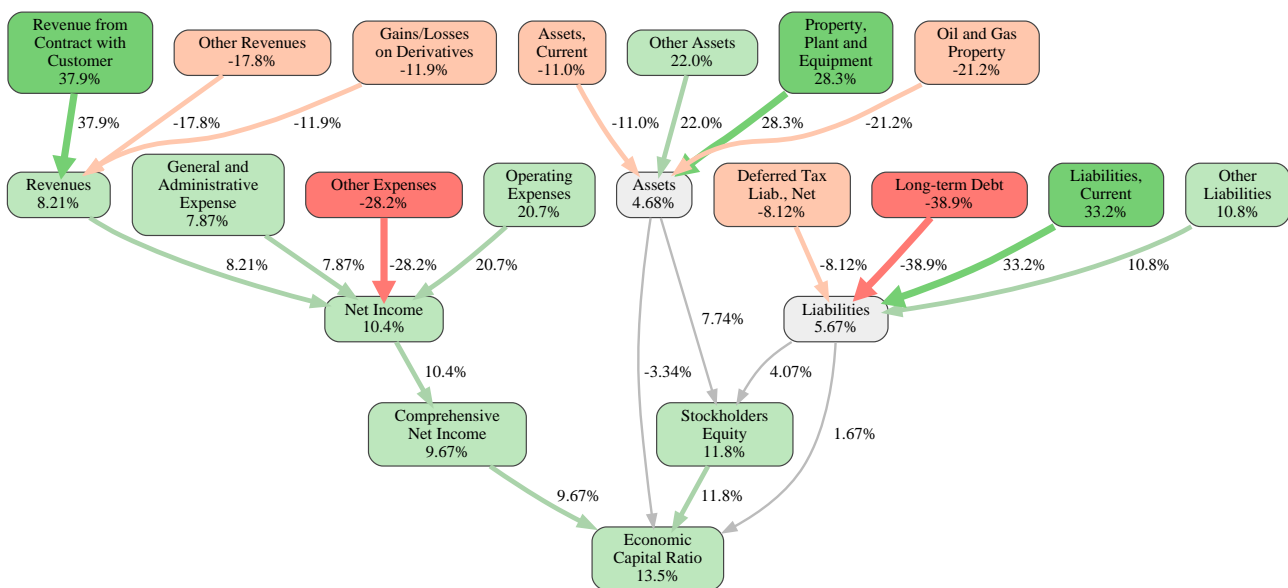 Revenue from
Contract with
Customer
37.9%
Other Revenues
-17.8%
Gains/Losses
on Derivatives
-11.9%
Assets,
Current
-11.0%
Other Assets
22.0%
Property,
Plant and
Equipment
28.3%
Oil and Gas
Property
-21.2%
37.9%
-17.8%
-11.9%
-11.0%
22.0%
28.3%
-21.2%
Revenues
8.21%
General and
Administrative
Expense
7.87%
Other Expenses
-28.2%
Operating
Expenses
20.7%
Assets
4.68%
Deferred Tax
Liab., Net
-8.12%
Long-term Debt
-38.9%
Liabilities,
Current
33.2%
Other
Liabilities
10.8%
8.21%
7.87%
-28.2%
20.7%
-8.12%
-38.9%
33.2%
10.8%
Net Income
10.4%
7.74%
Liabilities
5.67%
10.4%
-3.34%
4.07%
Comprehensive
Net Income
9.67%
Stockholders
Equity
11.8%
1.67%
9.67%
11.8%
Economic
Capital Ratio
13.5%